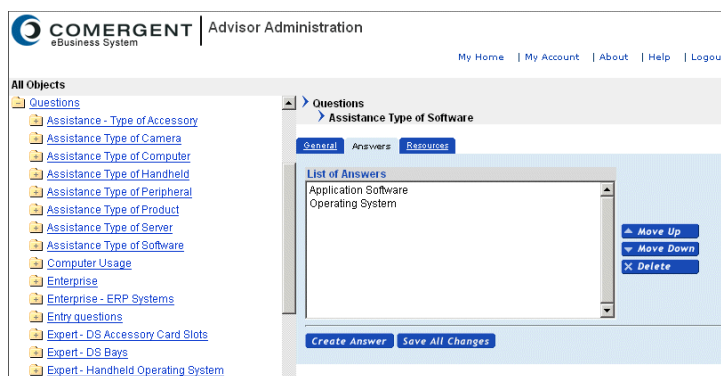 COMERGENT
eBusiness System
Advisor Administration
My Home | My Account | About | Help | Logou
All Objects
Questions
Assistance - Type of Accessory
Assistance Type of Camera
Assistance Type of Computer
Assistance Type of Handheld
Assistance Type of Peripheral
Assistance Type of Product
Assistance Type of Server
Assistance Type of Software
Computer Usage
Enterprise
Enterprise - ERP Systems
Entry questions
Expert - DS Accessory Card Slots
Expert - DS Bays
Expert - Handheld Operating System
Questions
Assistance Type of Software
General Answers Resources
List of Answers
Application Software
Operating System
Move Up
Move Down
X Delete
Create Answer Save All Changes